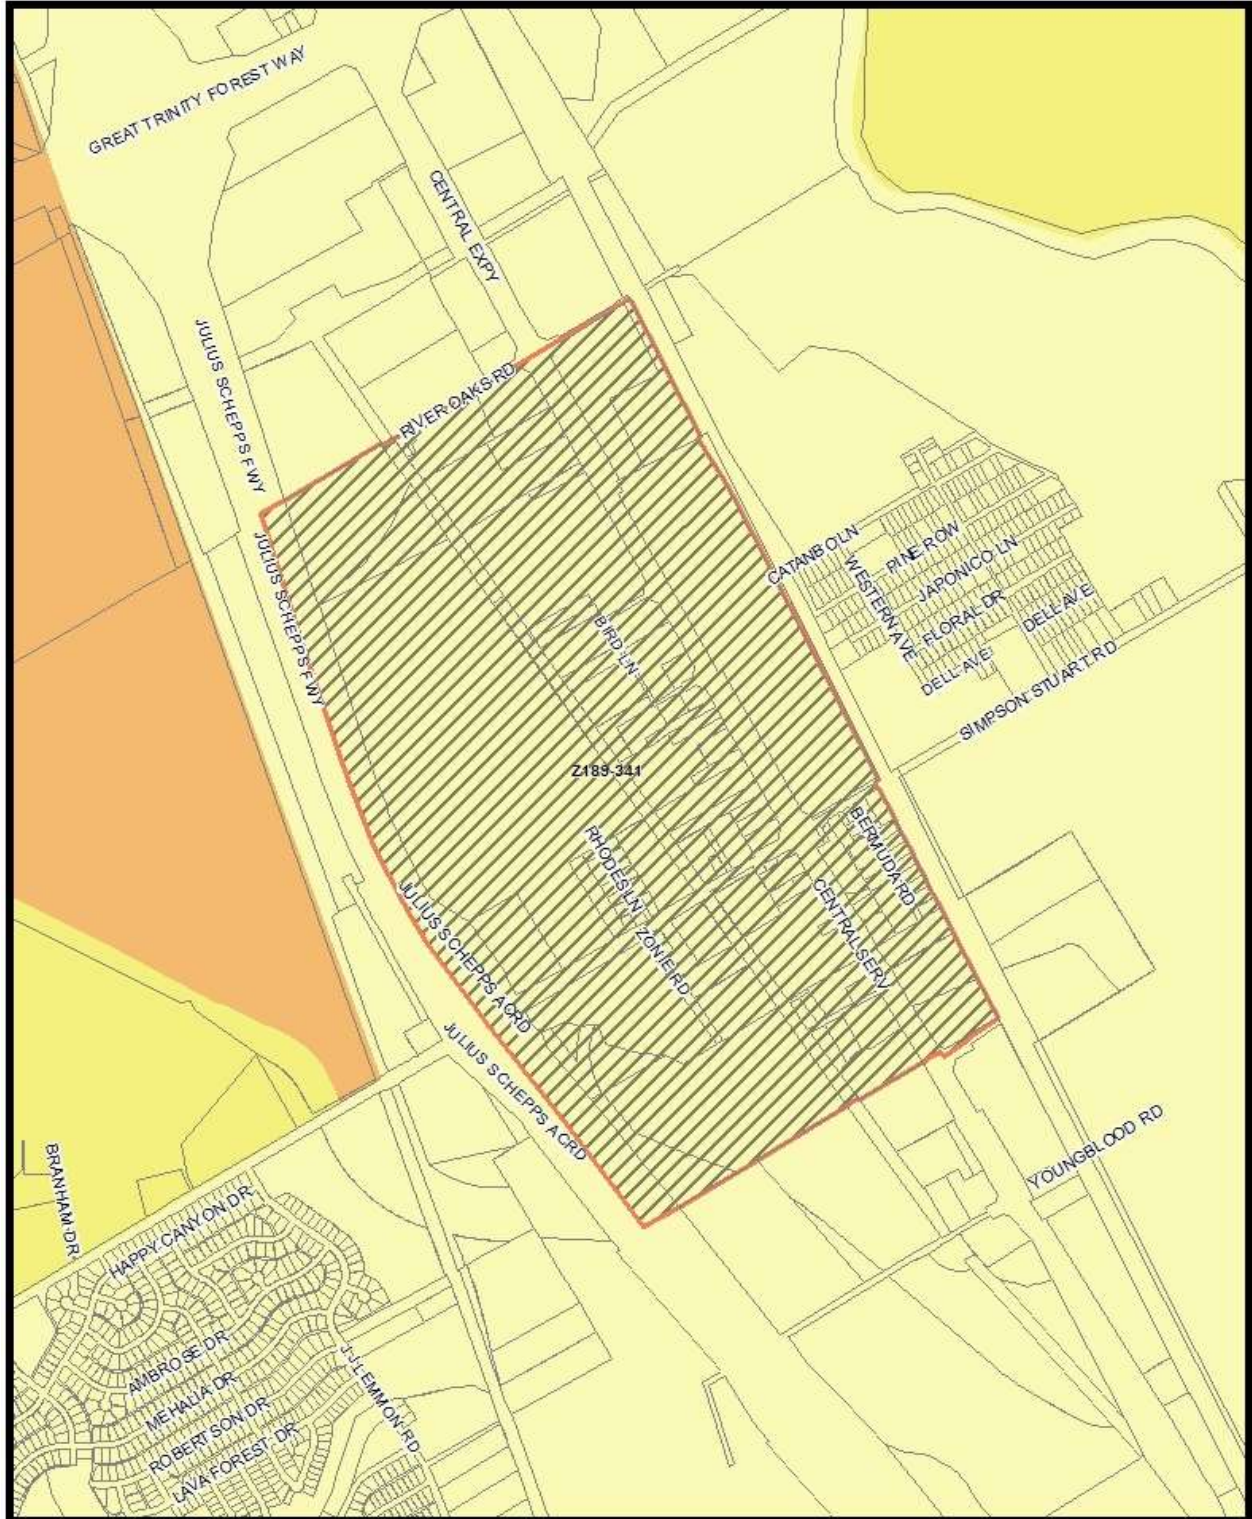 GREAT TRINITY FOREST WAY
CENTRAL EXPY
JULIUS SCHEPPS FWY
RIVER OAKS RD
JULIUS SCHEPPS FWY
CATANBO LN
PINE ROW
WESTERN AVE
JAPONICO LN
FLORAL DR
DELL AVE
DELL AVE
BIRD LN
SIMPSON STUART RD
Z189-341
BERMUDA RD
RHODES LN
ZONIE RD
CENTRAL SERV
JULIUS SCHEPPS ACRD
JULIUS SCHEPPS ACRD
YOUNGBLOOD RD
BRANHAM DR
HAPPY CANYON DR
AMBROSE DR
MEHALIA DR
ROBERTSON DR
LAVA FOREST DR
J J LEMMON RD